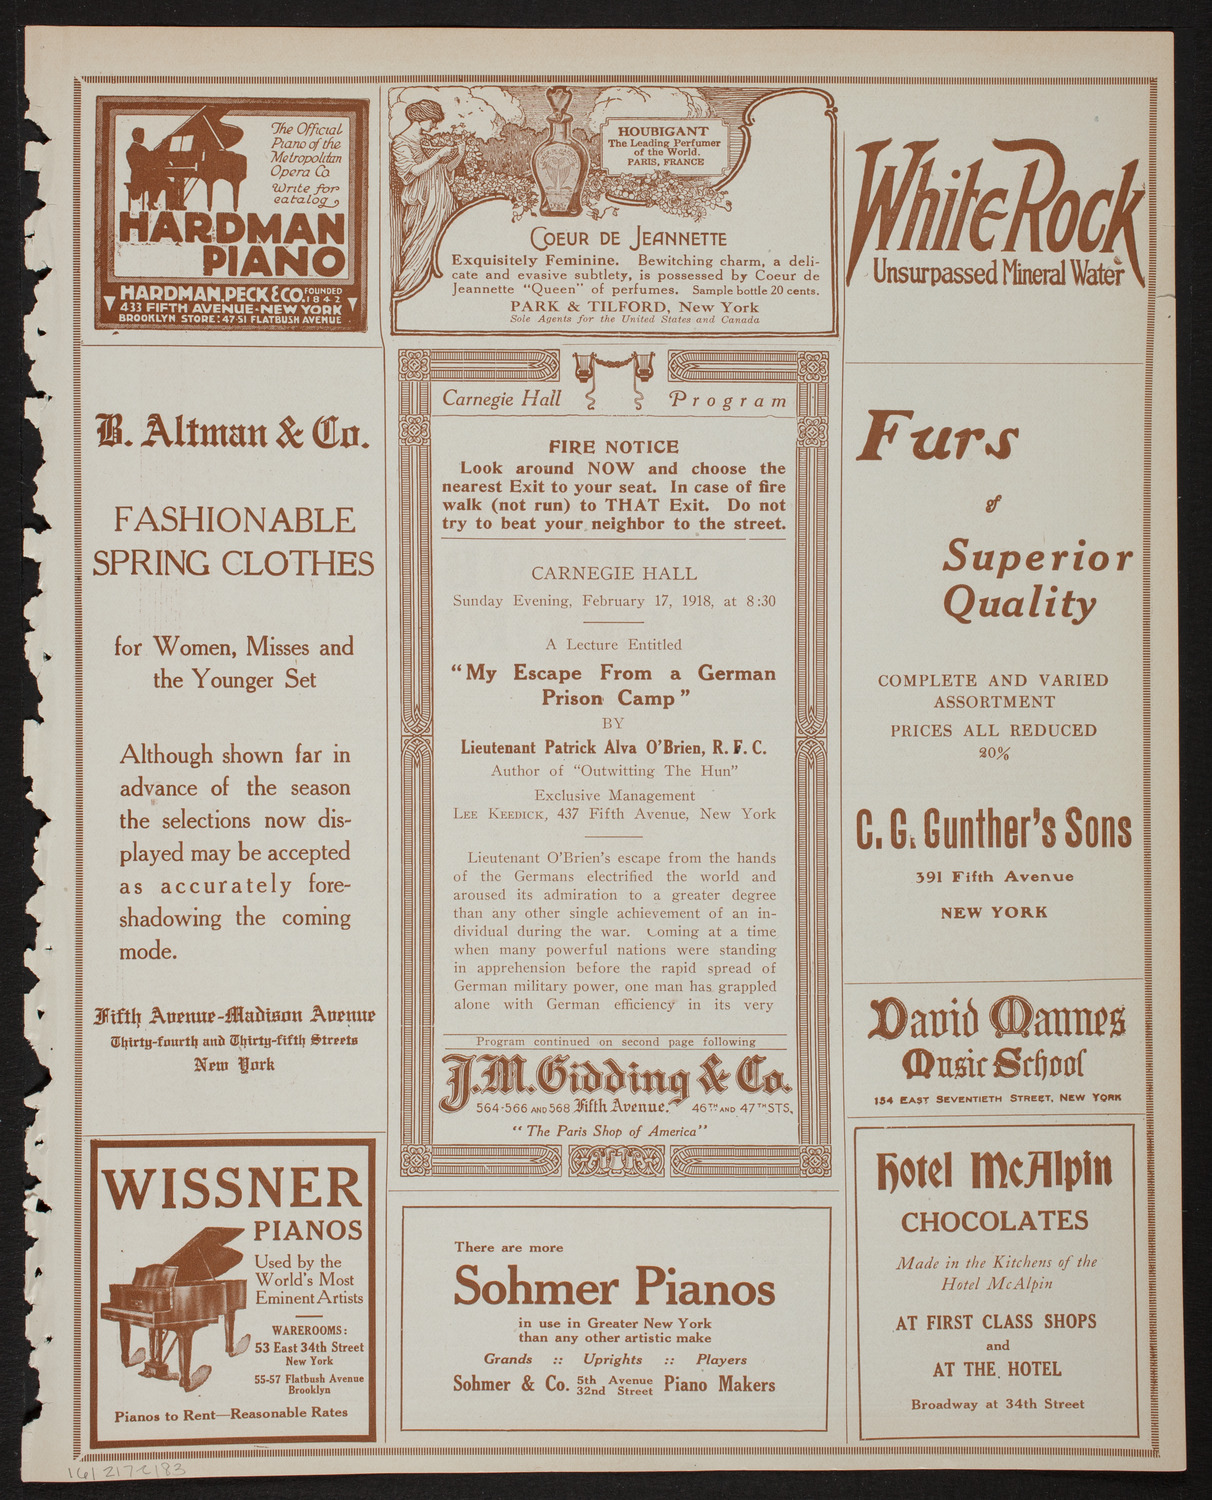 The Official
Piano of the
Metropolitan
Opera Co.
Write for
catalog
HARDMAN
PIANO
HARDMAN, PECK & CO. FOUNDED 1842
433 FIFTH AVENUE-NEW YORK
BROOKLYN STORE: 47-51 FLATBUSH AVENUE
B. Altman & Co.
FASHIONABLE
SPRING CLOTHES
for Women, Misses and
the Younger Set
Although shown far in
advance of the season
the selections now dis-
played may be accepted
as accurately fore-
shadowing the coming
mode.
Fifth Avenue-Madison Avenue
Thirty-fourth and Thirty-fifth Streets
New York
WISSNER
PIANOS
Used by the
World's Most
Eminent Artists
WAREROOMS:
53 East 34th Street
New York
55-57 Flatbush Avenue
Brooklyn
Pianos to Rent—Reasonable Rates
HOUBIGANT
The Leading Perfumer
of the World.
PARIS, FRANCE
COEUR DE JEANNETTE
Exquisitely Feminine. Bewitching charm, a deli-
cate and evasive subtlety, is possessed by Coeur de
Jeannette "Queen" of perfumes. Sample bottle 20 cents.
PARK & TILFORD, New York
Sole Agents for the United States and Canada
Carnegie Hall Program
FIRE NOTICE
Look around NOW and choose the
nearest Exit to your seat. In case of fire
walk (not run) to THAT Exit. Do not
try to beat your neighbor to the street.
CARNEGIE HALL
Sunday Evening, February 17, 1918, at 8:30
A Lecture Entitled
"My Escape From a German
Prison Camp"
BY
Lieutenant Patrick Alva O'Brien, R. F. C.
Author of "Outwitting The Hun"
Exclusive Management
LEE KEEDICK, 437 Fifth Avenue, New York
Lieutenant O'Brien's escape from the hands
of the Germans electrified the world and
aroused its admiration to a greater degree
than any other single achievement of an in-
dividual during the war. Coming at a time
when many powerful nations were standing
in apprehension before the rapid spread of
German military power, one man has grappled
alone with German efficiency in its very
Program continued on second page following
J.M. Gidding & Co.
564-566 AND 568 Fifth Avenue. 46TH AND 47TH STS.
"The Paris Shop of America"
There are more
Sohmer Pianos
in use in Greater New York
than any other artistic make
Grands :: Uprights :: Players
Sohmer & Co. 5th Avenue 32nd Street Piano Makers
White Rock
Unsurpassed Mineral Water
Furs
of
Superior
Quality
COMPLETE AND VARIED
ASSORTMENT
PRICES ALL REDUCED
20%
C. G. Gunther's Sons
391 Fifth Avenue
NEW YORK
David Mannes
Music School
154 EAST SEVENTIETH STREET, NEW YORK
Hotel McAlpin
CHOCOLATES
Made in the Kitchens of the
Hotel McAlpin
AT FIRST CLASS SHOPS
and
AT THE HOTEL
Broadway at 34th Street